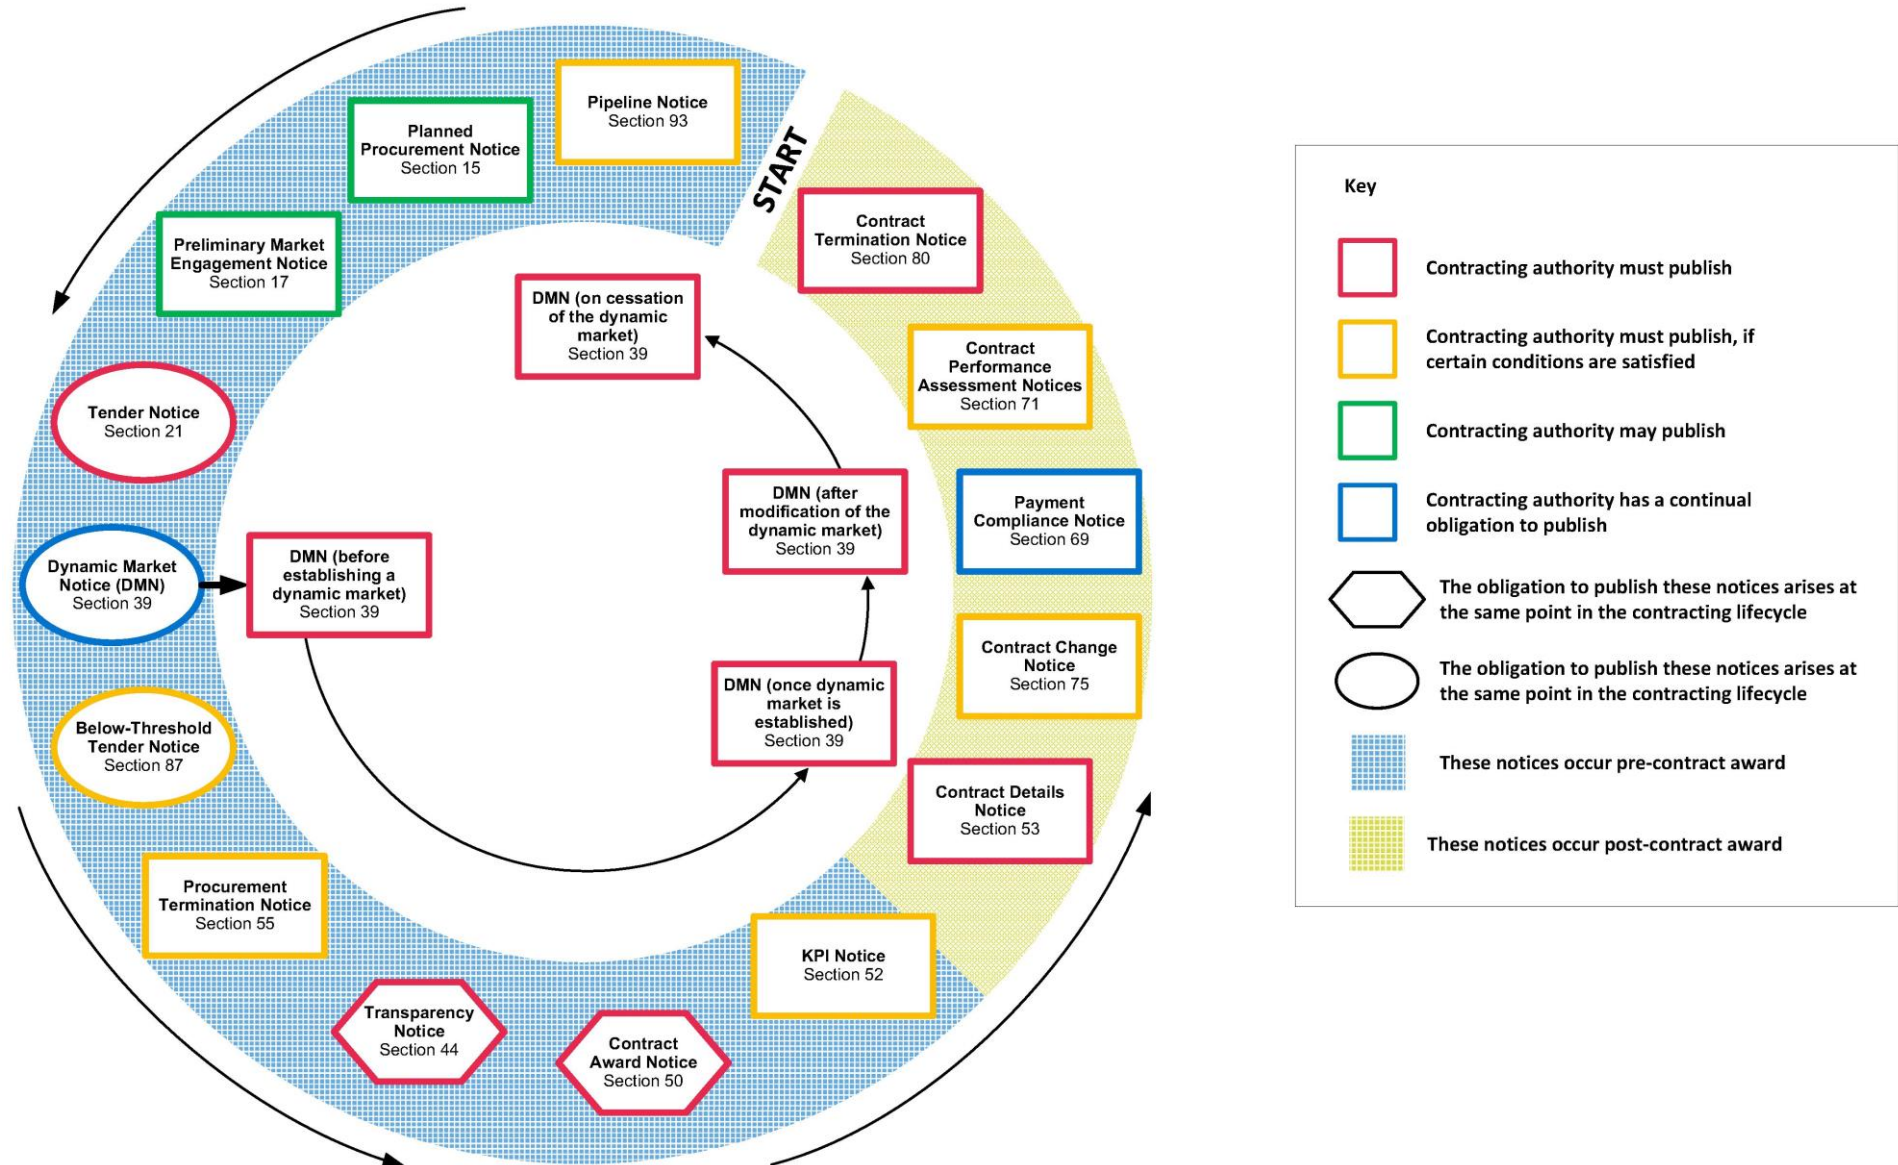 START
Pipeline Notice
Section 93
Planned
Procurement Notice
Section 15
Preliminary Market
Engagement Notice
Section 17
Tender Notice
Section 21
Dynamic Market
Notice (DMN)
Section 39
Below-Threshold
Tender Notice
Section 87
Procurement
Termination Notice
Section 55
Transparency
Notice
Section 44
Contract
Award Notice
Section 50
KPI Notice
Section 52
Contract Details
Notice
Section 53
Contract Change
Notice
Section 75
Payment
Compliance Notice
Section 69
Contract
Performance
Assessment Notices
Section 71
Contract
Termination Notice
Section 80
DMN (before
establishing a
dynamic market)
Section 39
DMN (once dynamic
market is
established)
Section 39
DMN (after
modification of the
dynamic market)
Section 39
DMN (on cessation
of the dynamic
market)
Section 39
Key
Contracting authority must publish
Contracting authority must publish, if
certain conditions are satisfied
Contracting authority may publish
Contracting authority has a continual
obligation to publish
The obligation to publish these notices arises at
the same point in the contracting lifecycle
The obligation to publish these notices arises at
the same point in the contracting lifecycle
These notices occur pre-contract award
These notices occur post-contract award